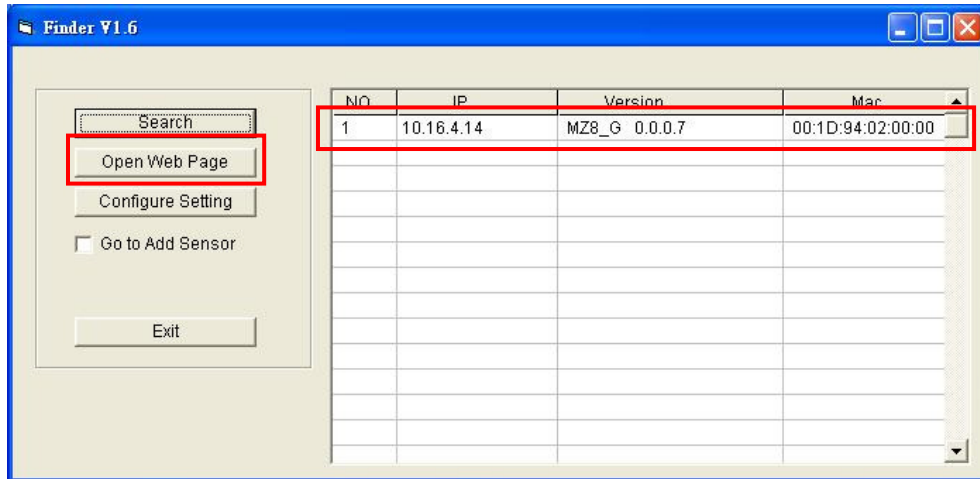 Finder V1.6
NO IP Version Mac
Search
1 10.16.4.14 MZ8_G 0.0.0.7 00:1D:94:02:00:00
Open Web Page
Configure Setting
Go to Add Sensor
Exit